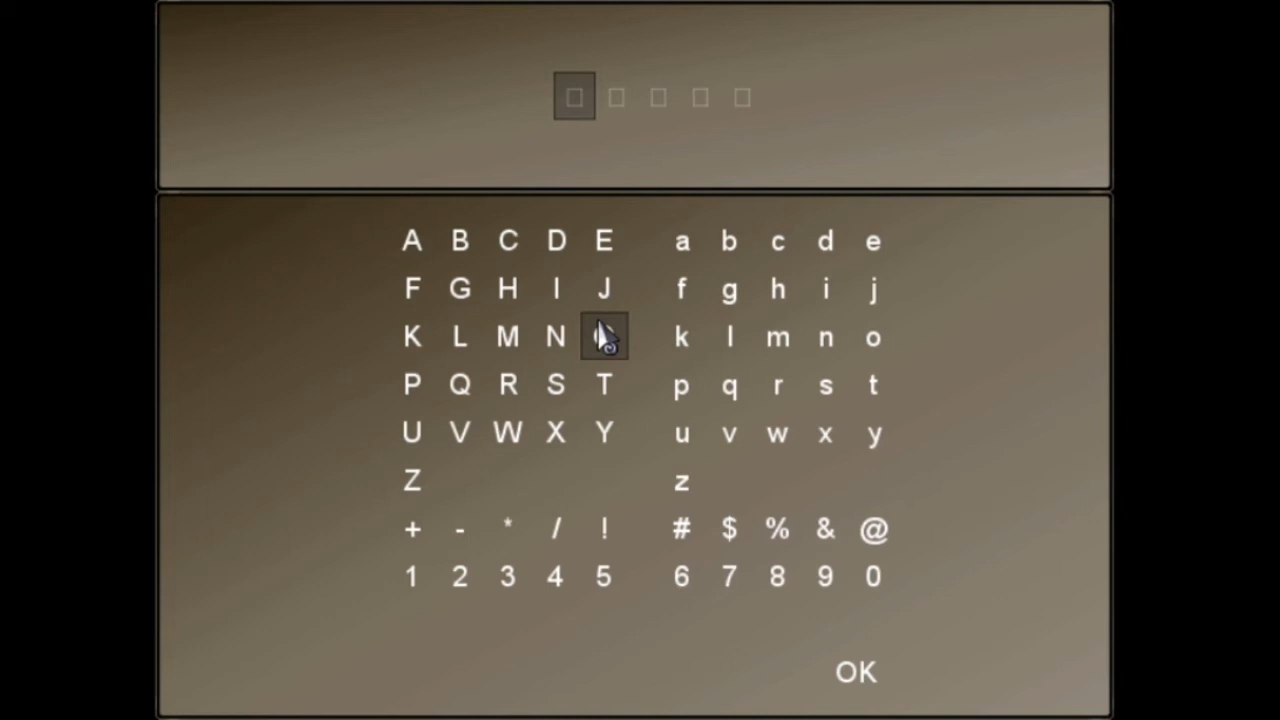 A B C D E a b c d e
F G H I J f g h i j
K L M N k l m n o
P Q R S T p q r s t
U V W X Y u v w x y
Z z
+ - * / ! # $ % & @
1 2 3 4 5 6 7 8 9 0
OK